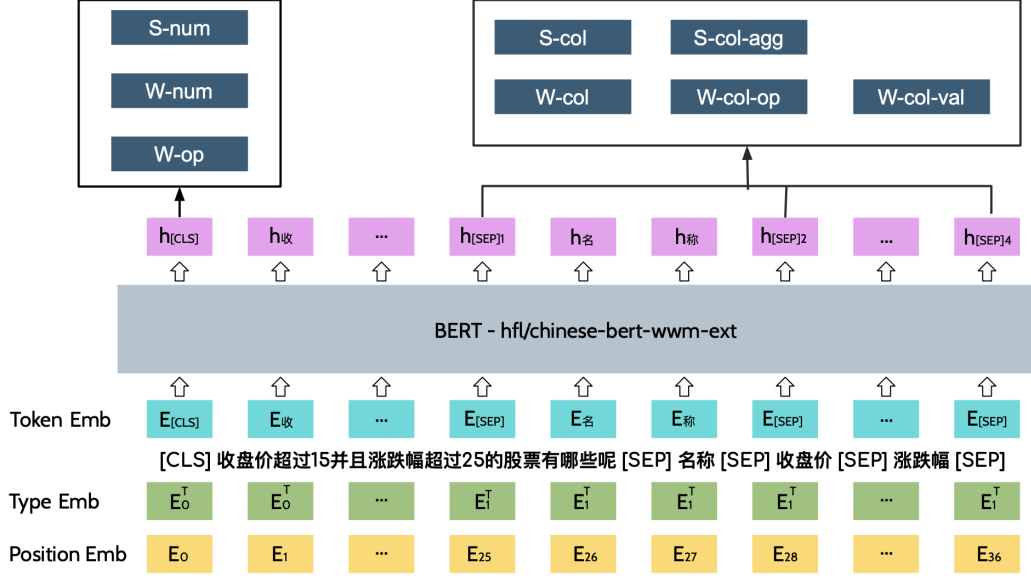 S-num
W-num
W-op
S-col S-col-agg
W-col W-col-op W-col-val
h[CLS] h收 ... h[SEP]1 h名 h称 h[SEP]2 ... h[SEP]4
BERT - hfl/chinese-bert-wwm-ext
Token Emb E[CLS] E收 ... E[SEP] E名 E称 E[SEP] ... E[SEP]
[CLS] 收盘价超过15并且涨跌幅超过25的股票有哪些呢 [SEP] 名称 [SEP] 收盘价 [SEP] 涨跌幅 [SEP]
Type Emb E0T E0T ... E1T E1T E1T E1T ... E1T
Position Emb E0 E1 ... E25 E26 E27 E28 ... E36